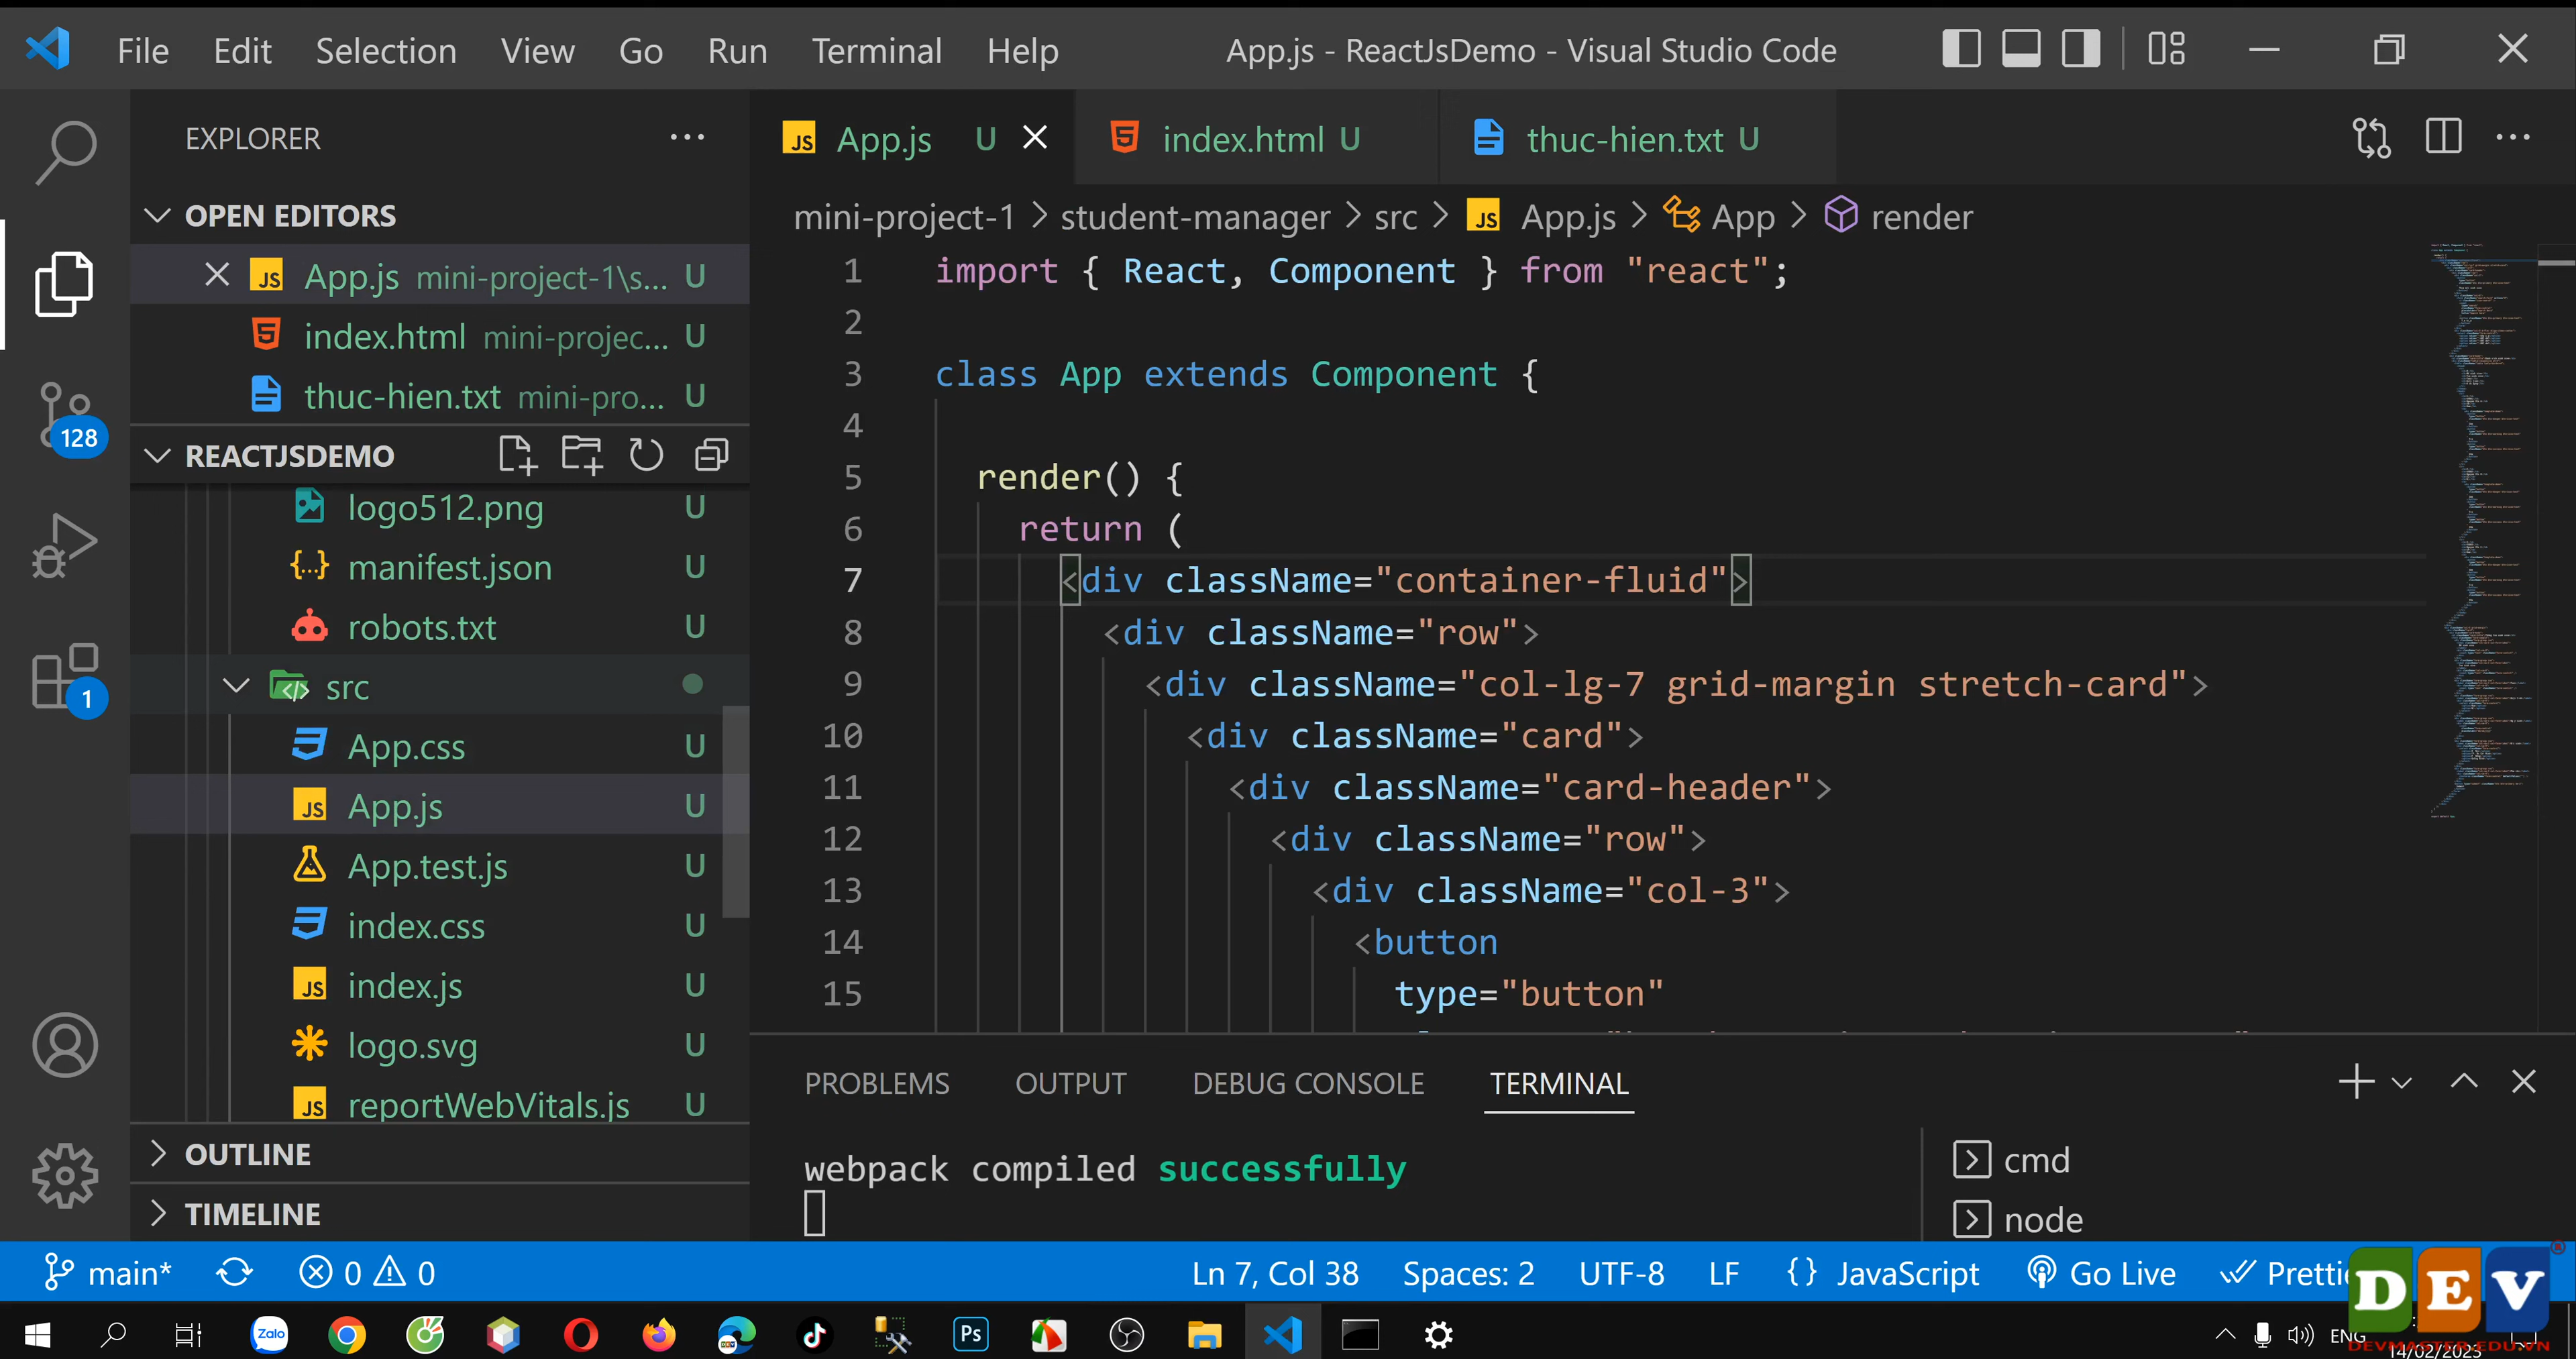 File Edit Selection View Go Run Terminal Help App.js - ReactJsDemo - Visual Studio Code
EXPLORER
OPEN EDITORS
App.js mini-project-1\s... U
index.html mini-projec... U
thuc-hien.txt mini-pro... U
128
REACTJSDEMO
logo512.png U
manifest.json U
robots.txt U
src
1
App.css U
App.js U
App.test.js U
index.css U
index.js U
logo.svg U
reportWebVitals.js U
OUTLINE
TIMELINE
App.js U index.html U thuc-hien.txt U
mini-project-1 > student-manager > src > App.js > App > render
1 import { React, Component } from "react";
2
3 class App extends Component {
4
5 render() {
6 return (
7 <div className="container-fluid">
8 <div className="row">
9 <div className="col-lg-7 grid-margin stretch-card">
10 <div className="card">
11 <div className="card-header">
12 <div className="row">
13 <div className="col-3">
14 <button
15 type="button"
PROBLEMS OUTPUT DEBUG CONSOLE TERMINAL
webpack compiled successfully
cmd
node
main* 0 0 Ln 7, Col 38 Spaces: 2 UTF-8 LF {} JavaScript Go Live
DEV
Zalo Ps ENG
DEVMASTER.EDU.VN
14/02/2023